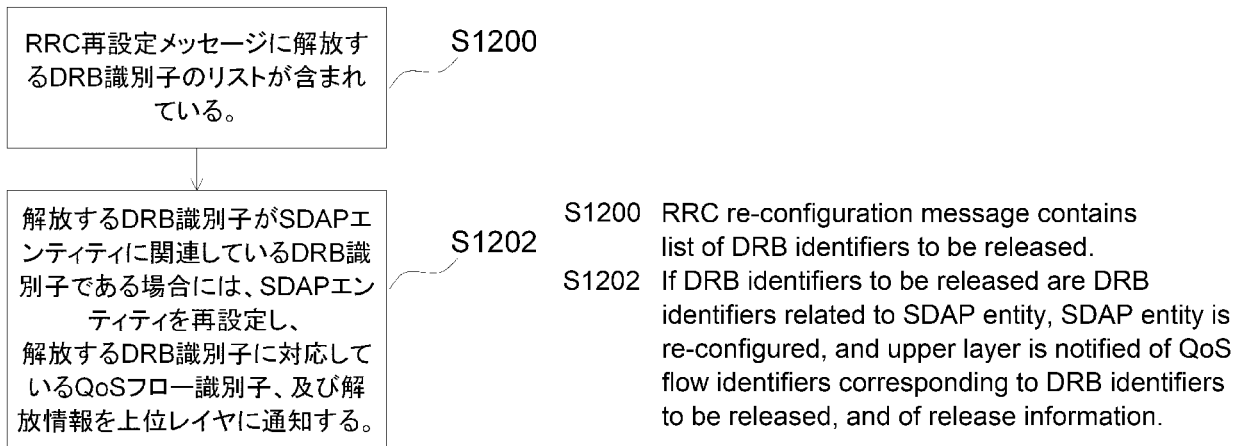 RRC再設定メッセージに解放す
るDRB識別子のリストが含まれ
ている。
S1200
解放するDRB識別子がSDAPエ
ンティティに関連しているDRB識
別子である場合には、SDAPエン
ティティを再設定し、
解放するDRB識別子に対応して
いるQoSフロー識別子、及び解
放情報を上位レイヤに通知する。
S1202
S1200 RRC re-configuration message contains
list of DRB identifiers to be released.
S1202 If DRB identifiers to be released are DRB
identifiers related to SDAP entity, SDAP entity is
re-configured, and upper layer is notified of QoS
flow identifiers corresponding to DRB identifiers
to be released, and of release information.